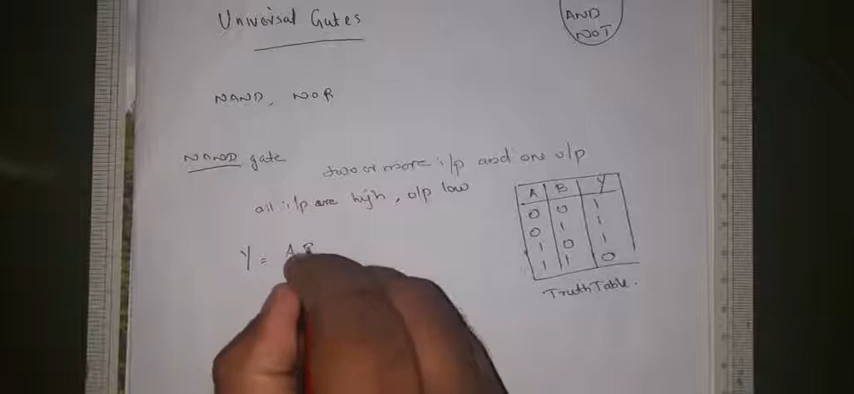 Universal Gates
AND
NOT
NAND, NOR
NAND gate two or more i/p and one o/p
all i/p are high, o/p low
A B Y
0 0 1
0 1 1
1 0 1
1 1 0
Truth Table.
Y = A